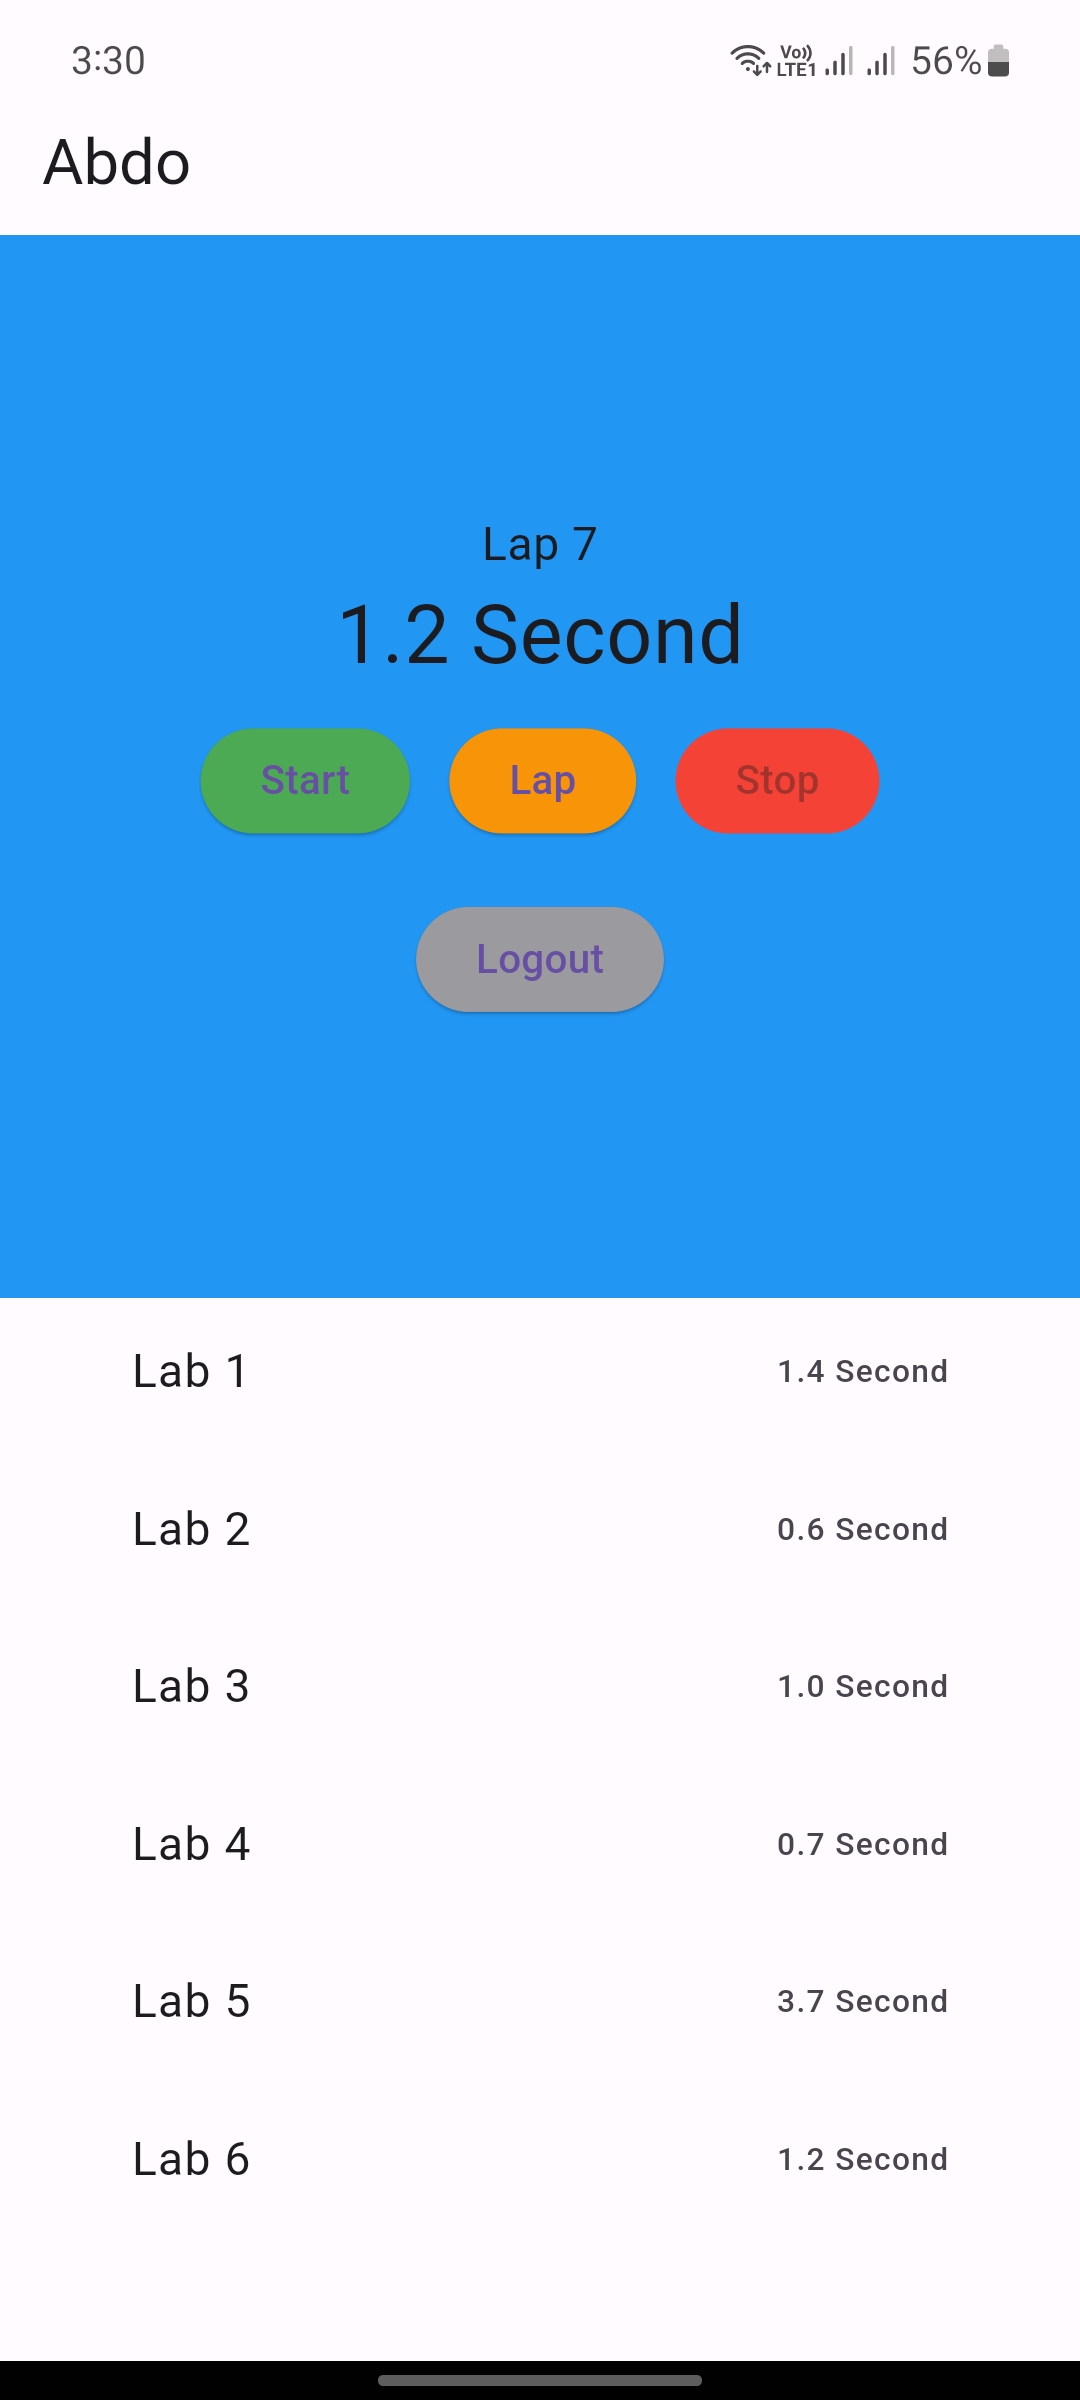 3:30 Vo)) LTE1 56%
Abdo
Lap 7
1.2 Second
Start Lap Stop
Logout
Lab 1 1.4 Second
Lab 2 0.6 Second
Lab 3 1.0 Second
Lab 4 0.7 Second
Lab 5 3.7 Second
Lab 6 1.2 Second